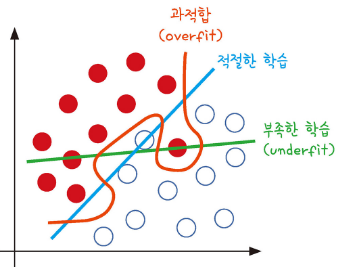 과적합
(overfit)
적절한 학습
부족한 학습
(underfit)